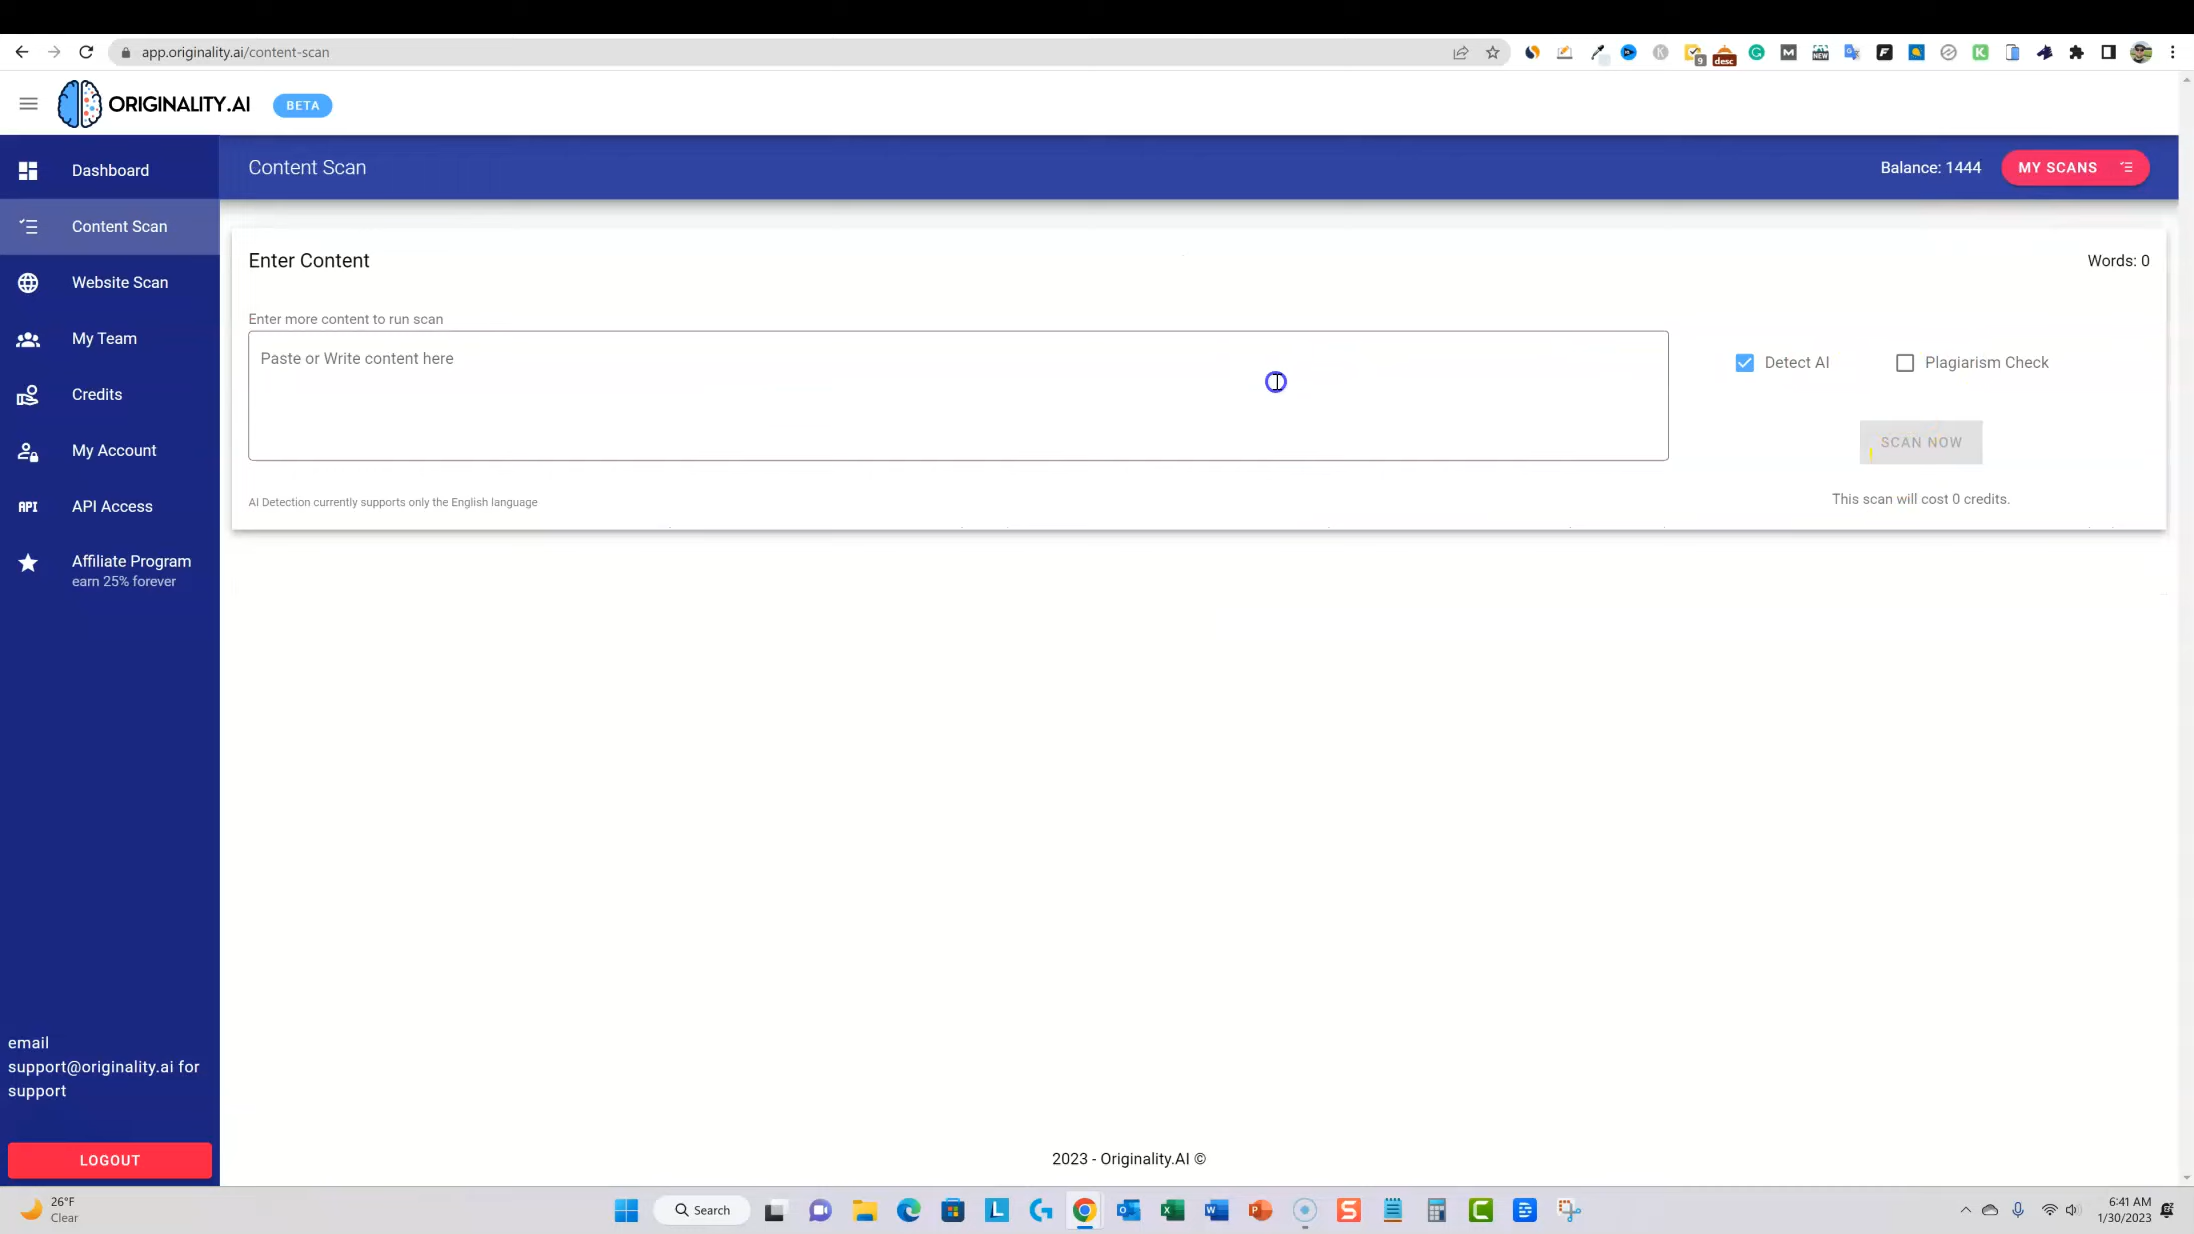 app.originality.ai/content-scan
9
desc
NEW
ORIGINALITY.AI
BETA
Dashboard
Content Scan
Website Scan
My Team
Credits
My Account
API
API Access
Affiliate Program
earn 25% forever
email
support@originality.ai for
support
LOGOUT
Content Scan
Balance: 1444
MY SCANS
Enter Content
Words: 0
Enter more content to run scan
Paste or Write content here
Detect AI
Plagiarism Check
SCAN NOW
AI Detection currently supports only the English language
This scan will cost 0 credits.
2023 - Originality.AI ©
26°F
Clear
Search
6:41 AM
1/30/2023